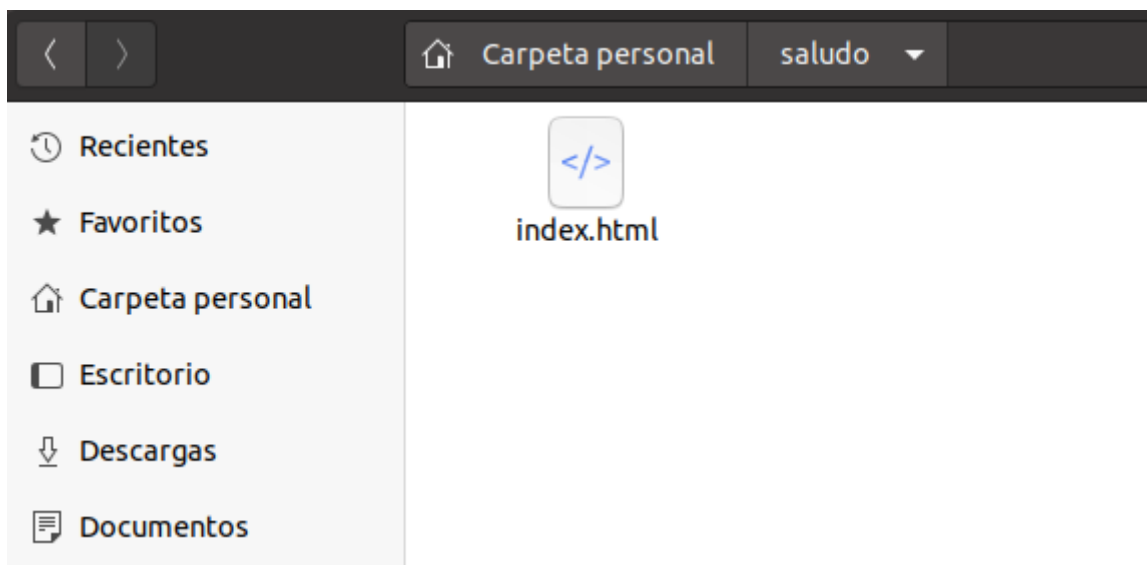 Carpeta personal saludo
Recientes
Favoritos
Carpeta personal
Escritorio
Descargas
Documentos
</>
index.html